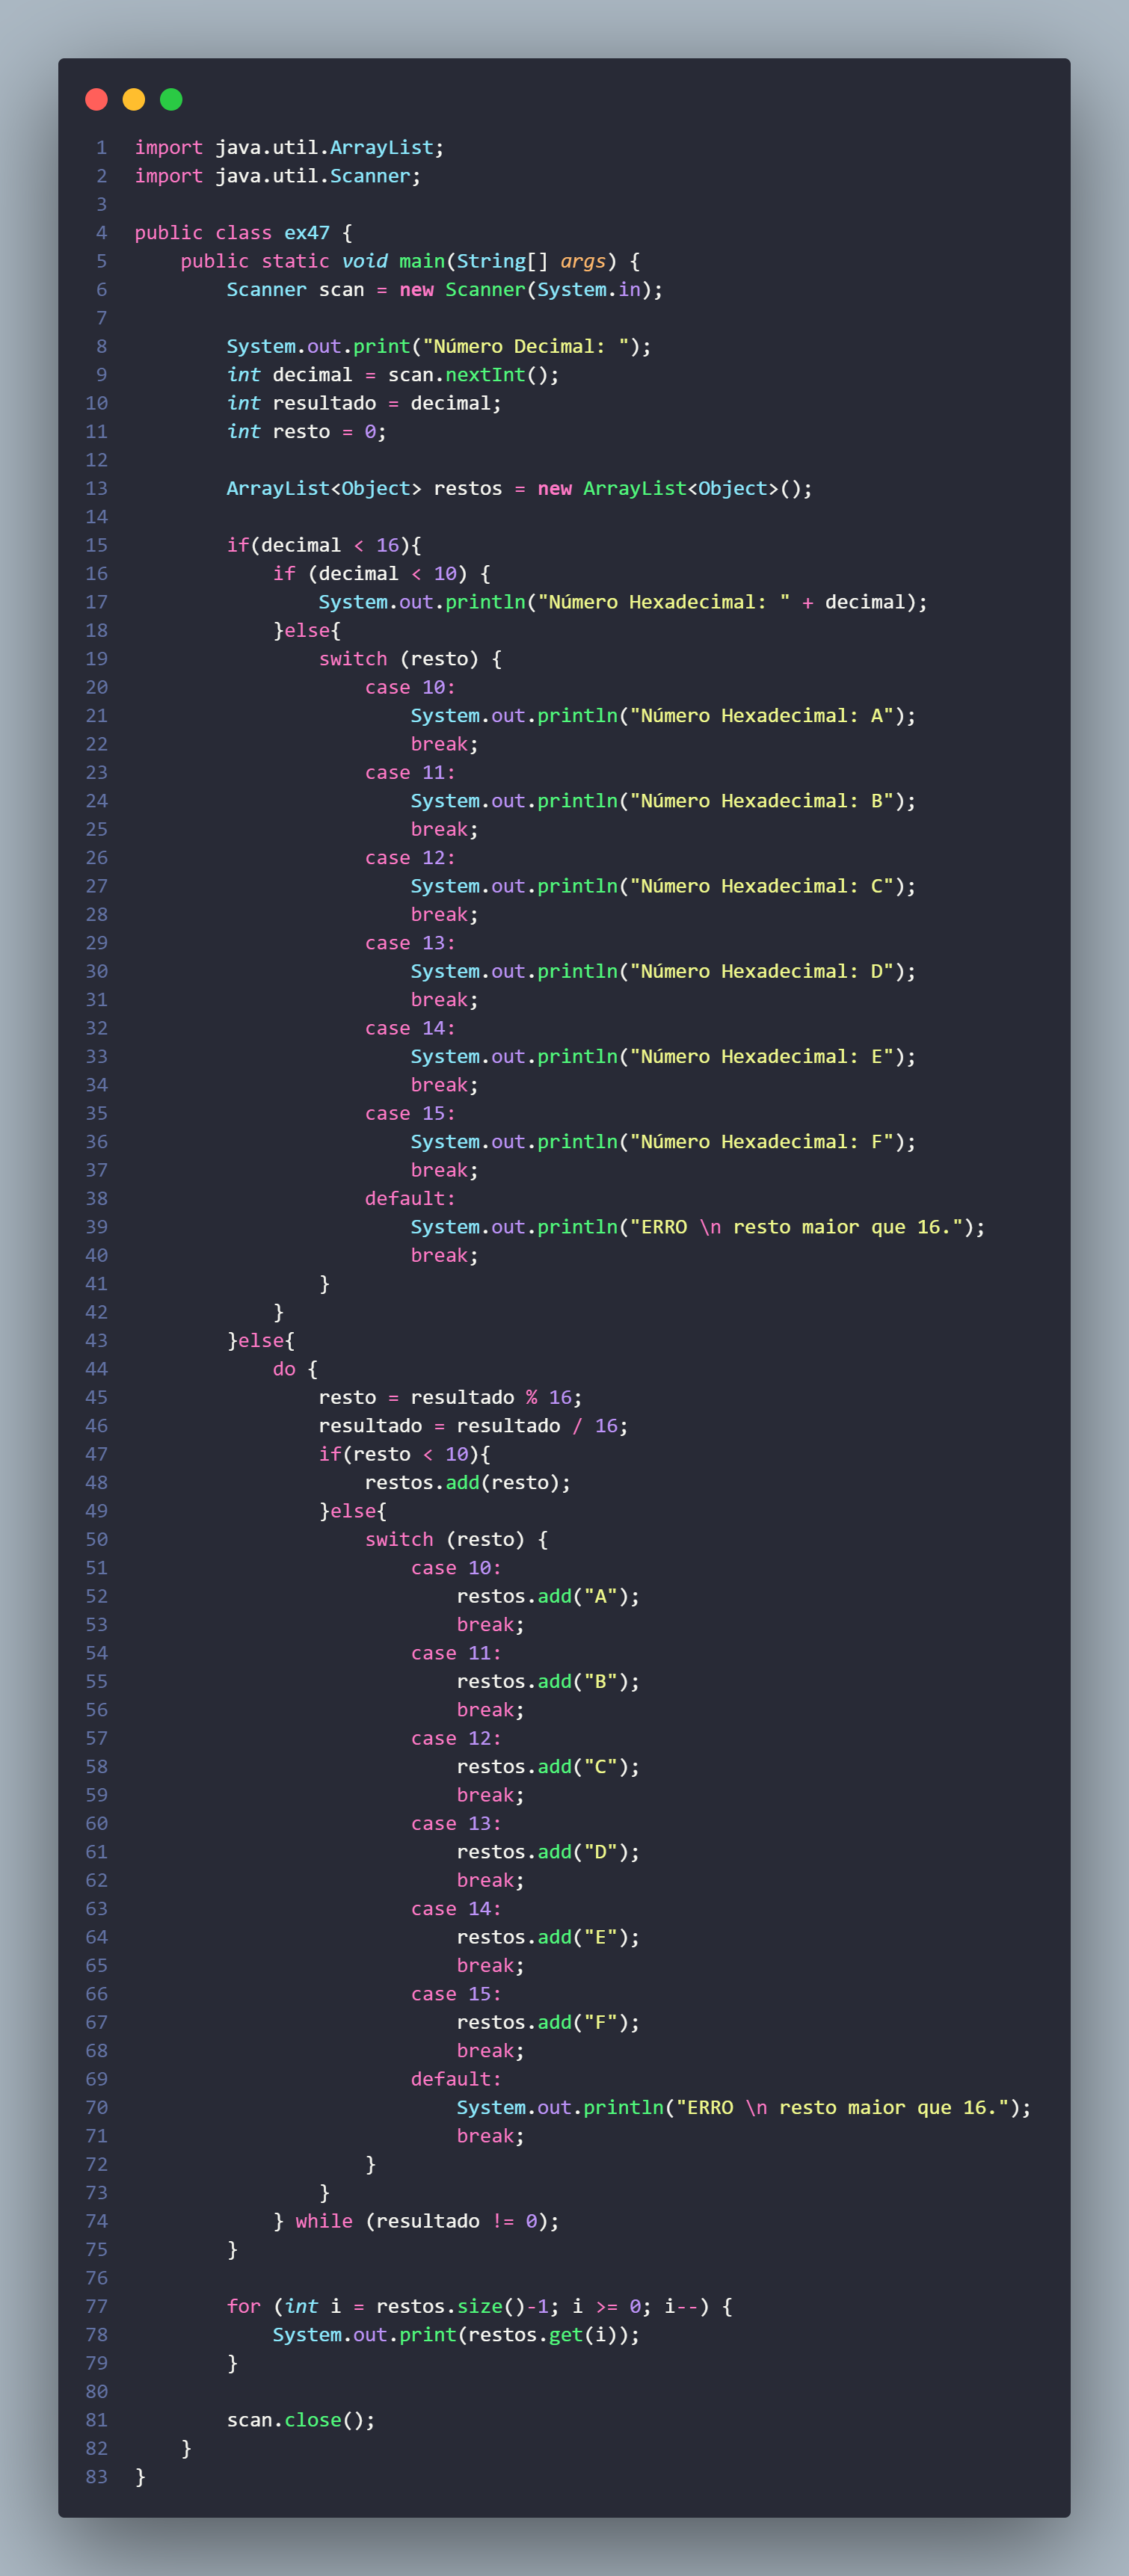 1 import java.util.ArrayList;
2 import java.util.Scanner;
3
4 public class ex47 {
5     public static void main(String[] args) {
6         Scanner scan = new Scanner(System.in);
7
8         System.out.print("Número Decimal: ");
9         int decimal = scan.nextInt();
10         int resultado = decimal;
11         int resto = 0;
12
13         ArrayList<Object> restos = new ArrayList<Object>();
14
15         if(decimal < 16){
16             if (decimal < 10) {
17                 System.out.println("Número Hexadecimal: " + decimal);
18             }else{
19                 switch (resto) {
20                     case 10:
21                         System.out.println("Número Hexadecimal: A");
22                         break;
23                     case 11:
24                         System.out.println("Número Hexadecimal: B");
25                         break;
26                     case 12:
27                         System.out.println("Número Hexadecimal: C");
28                         break;
29                     case 13:
30                         System.out.println("Número Hexadecimal: D");
31                         break;
32                     case 14:
33                         System.out.println("Número Hexadecimal: E");
34                         break;
35                     case 15:
36                         System.out.println("Número Hexadecimal: F");
37                         break;
38                     default:
39                         System.out.println("ERRO \n resto maior que 16.");
40                         break;
41                 }
42             }
43         }else{
44             do {
45                 resto = resultado % 16;
46                 resultado = resultado / 16;
47                 if(resto < 10){
48                     restos.add(resto);
49                 }else{
50                     switch (resto) {
51                         case 10:
52                             restos.add("A");
53                             break;
54                         case 11:
55                             restos.add("B");
56                             break;
57                         case 12:
58                             restos.add("C");
59                             break;
60                         case 13:
61                             restos.add("D");
62                             break;
63                         case 14:
64                             restos.add("E");
65                             break;
66                         case 15:
67                             restos.add("F");
68                             break;
69                         default:
70                             System.out.println("ERRO \n resto maior que 16.");
71                             break;
72                     }
73                 }
74             } while (resultado != 0);
75         }
76
77         for (int i = restos.size()-1; i >= 0; i--) {
78             System.out.print(restos.get(i));
79         }
80
81         scan.close();
82     }
83 }